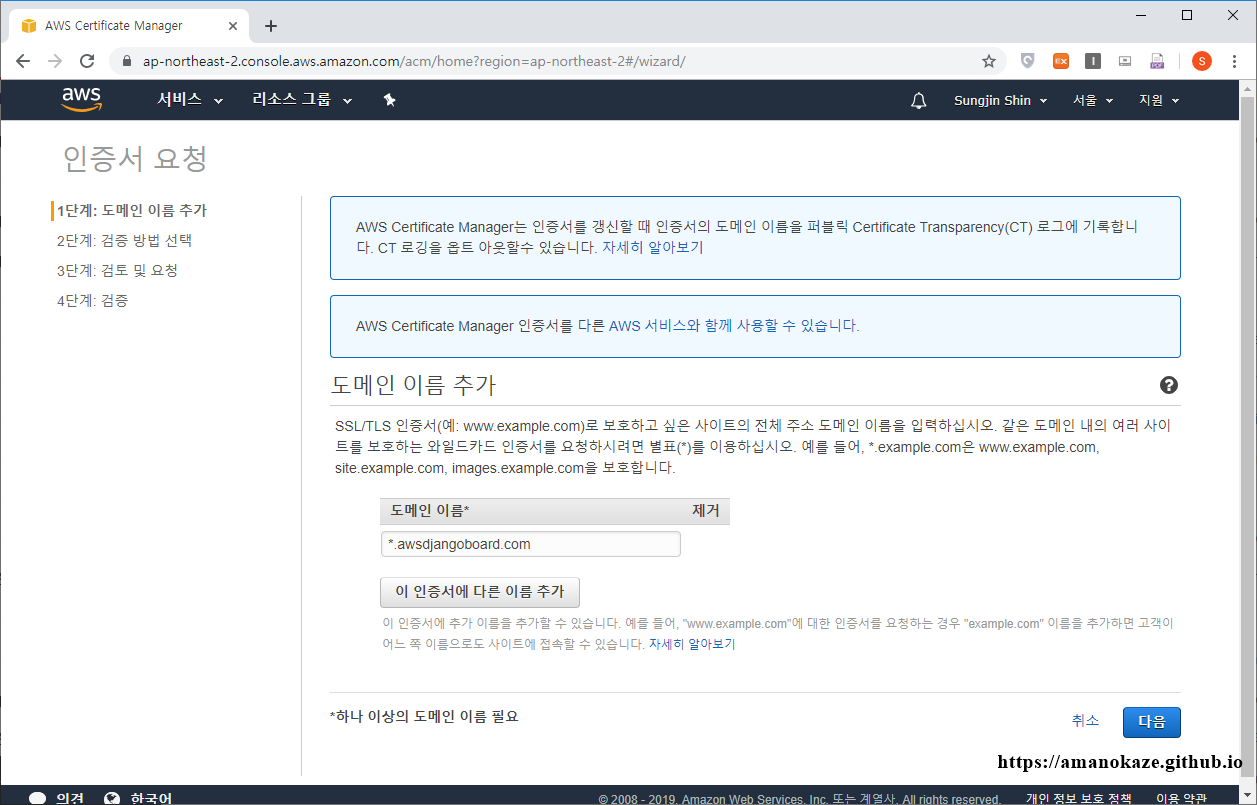 AWS Certificate Manager
ap-northeast-2.console.aws.amazon.com/acm/home?region=ap-northeast-2#/wizard/
EX
I
PDF
S
aws
서비스
리소스 그룹
Sungjin Shin
서울
지원
인증서 요청
1단계: 도메인 이름 추가
2단계: 검증 방법 선택
3단계: 검토 및 요청
4단계: 검증
AWS Certificate Manager는 인증서를 갱신할 때 인증서의 도메인 이름을 퍼블릭 Certificate Transparency(CT) 로그에 기록합니
다. CT 로깅을 옵트 아웃할수 있습니다. 자세히 알아보기
AWS Certificate Manager 인증서를 다른 AWS 서비스와 함께 사용할 수 있습니다.
도메인 이름 추가
?
SSL/TLS 인증서(예: www.example.com)로 보호하고 싶은 사이트의 전체 주소 도메인 이름을 입력하십시오. 같은 도메인 내의 여러 사이
트를 보호하는 와일드카드 인증서를 요청하시려면 별표(*)를 이용하십시오. 예를 들어, *.example.com은 www.example.com,
site.example.com, images.example.com을 보호합니다.
도메인 이름* 제거
*.awsdjangoboard.com
이 인증서에 다른 이름 추가
이 인증서에 추가 이름을 추가할 수 있습니다. 예를 들어, "www.example.com"에 대한 인증서를 요청하는 경우 "example.com" 이름을 추가하면 고객이
어느 쪽 이름으로도 사이트에 접속할 수 있습니다. 자세히 알아보기
*하나 이상의 도메인 이름 필요
취소
다음
https://amanokaze.github.io
의견
한국어
© 2008 - 2019, Amazon Web Services, Inc. 또는 계열사. All rights reserved.
개인 정보 보호 정책
이용 약관